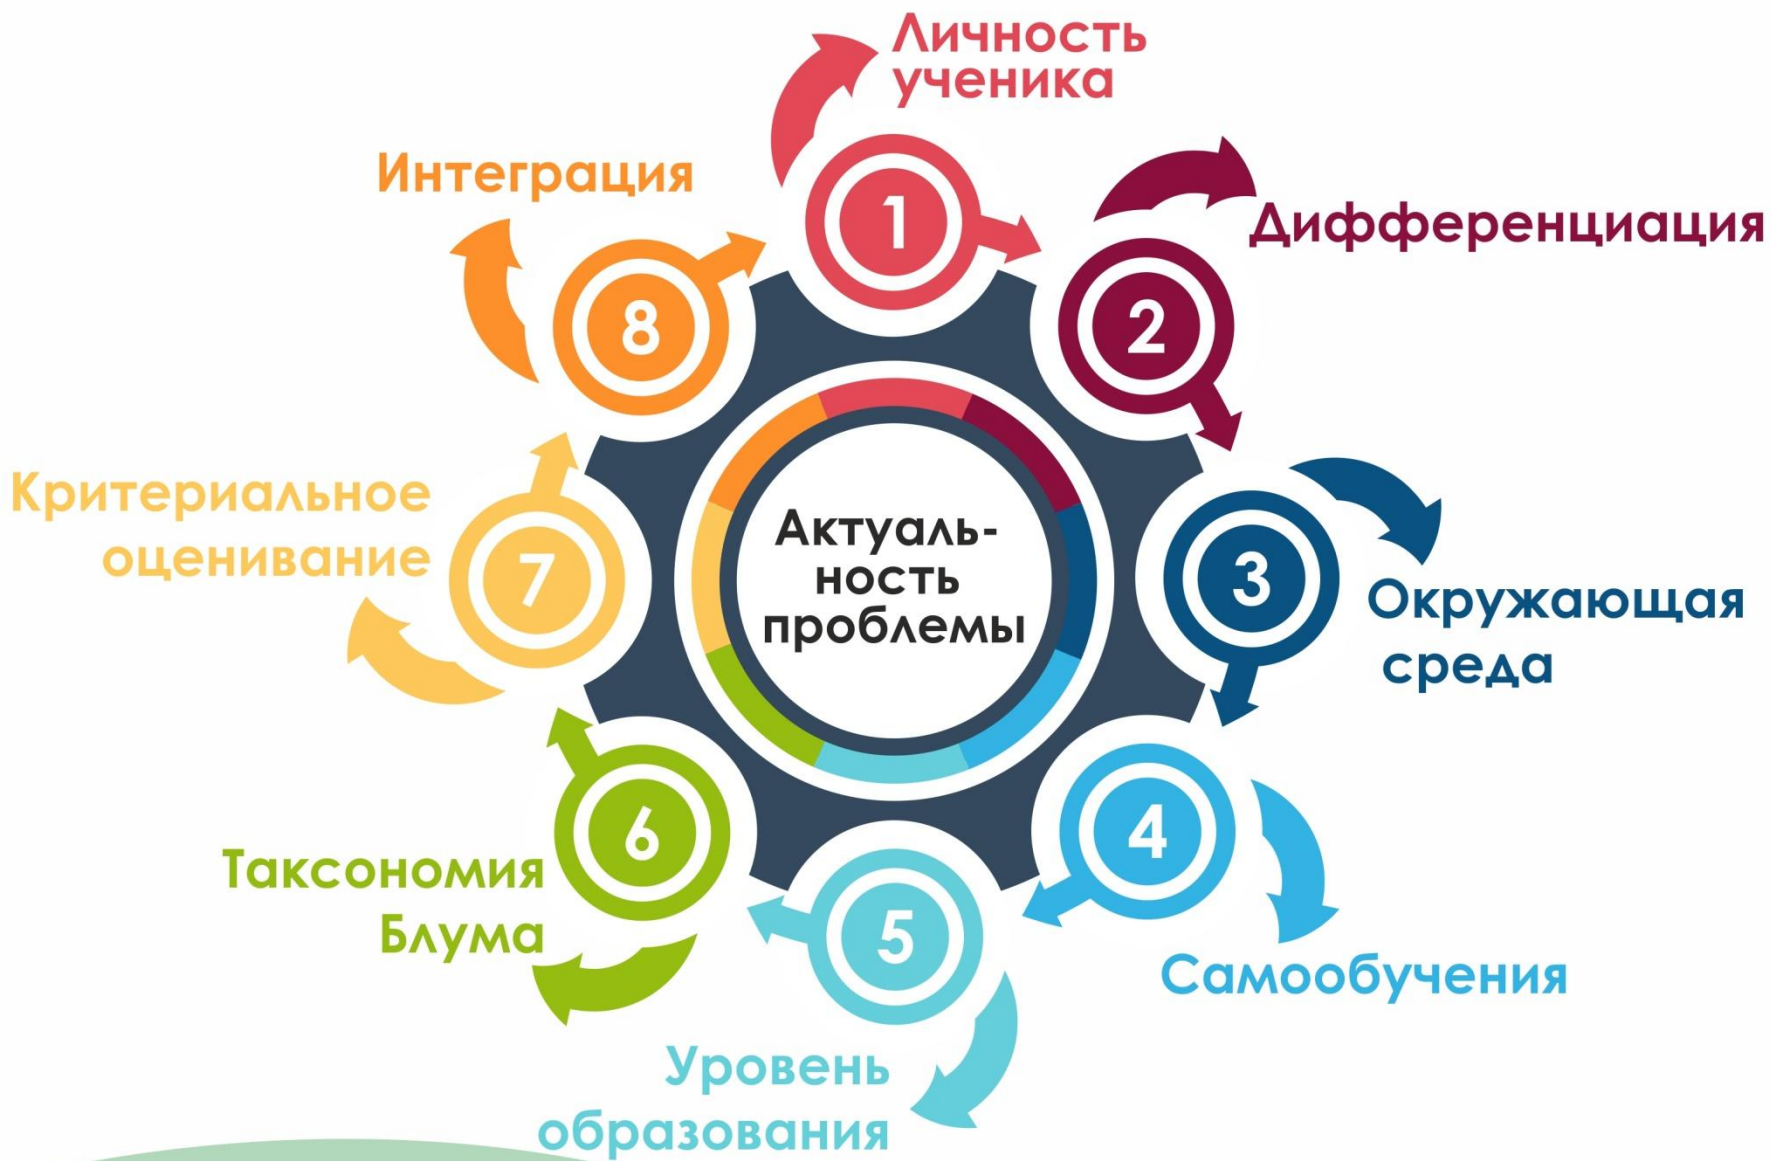 Личность
ученика
1
Дифференциация
2
Окружающая
среда
3
Самообучения
4
Уровень
образования
5
Таксономия
Блума
6
Критериальное
оценивание
7
Интеграция
8
Актуаль-
ность
проблемы